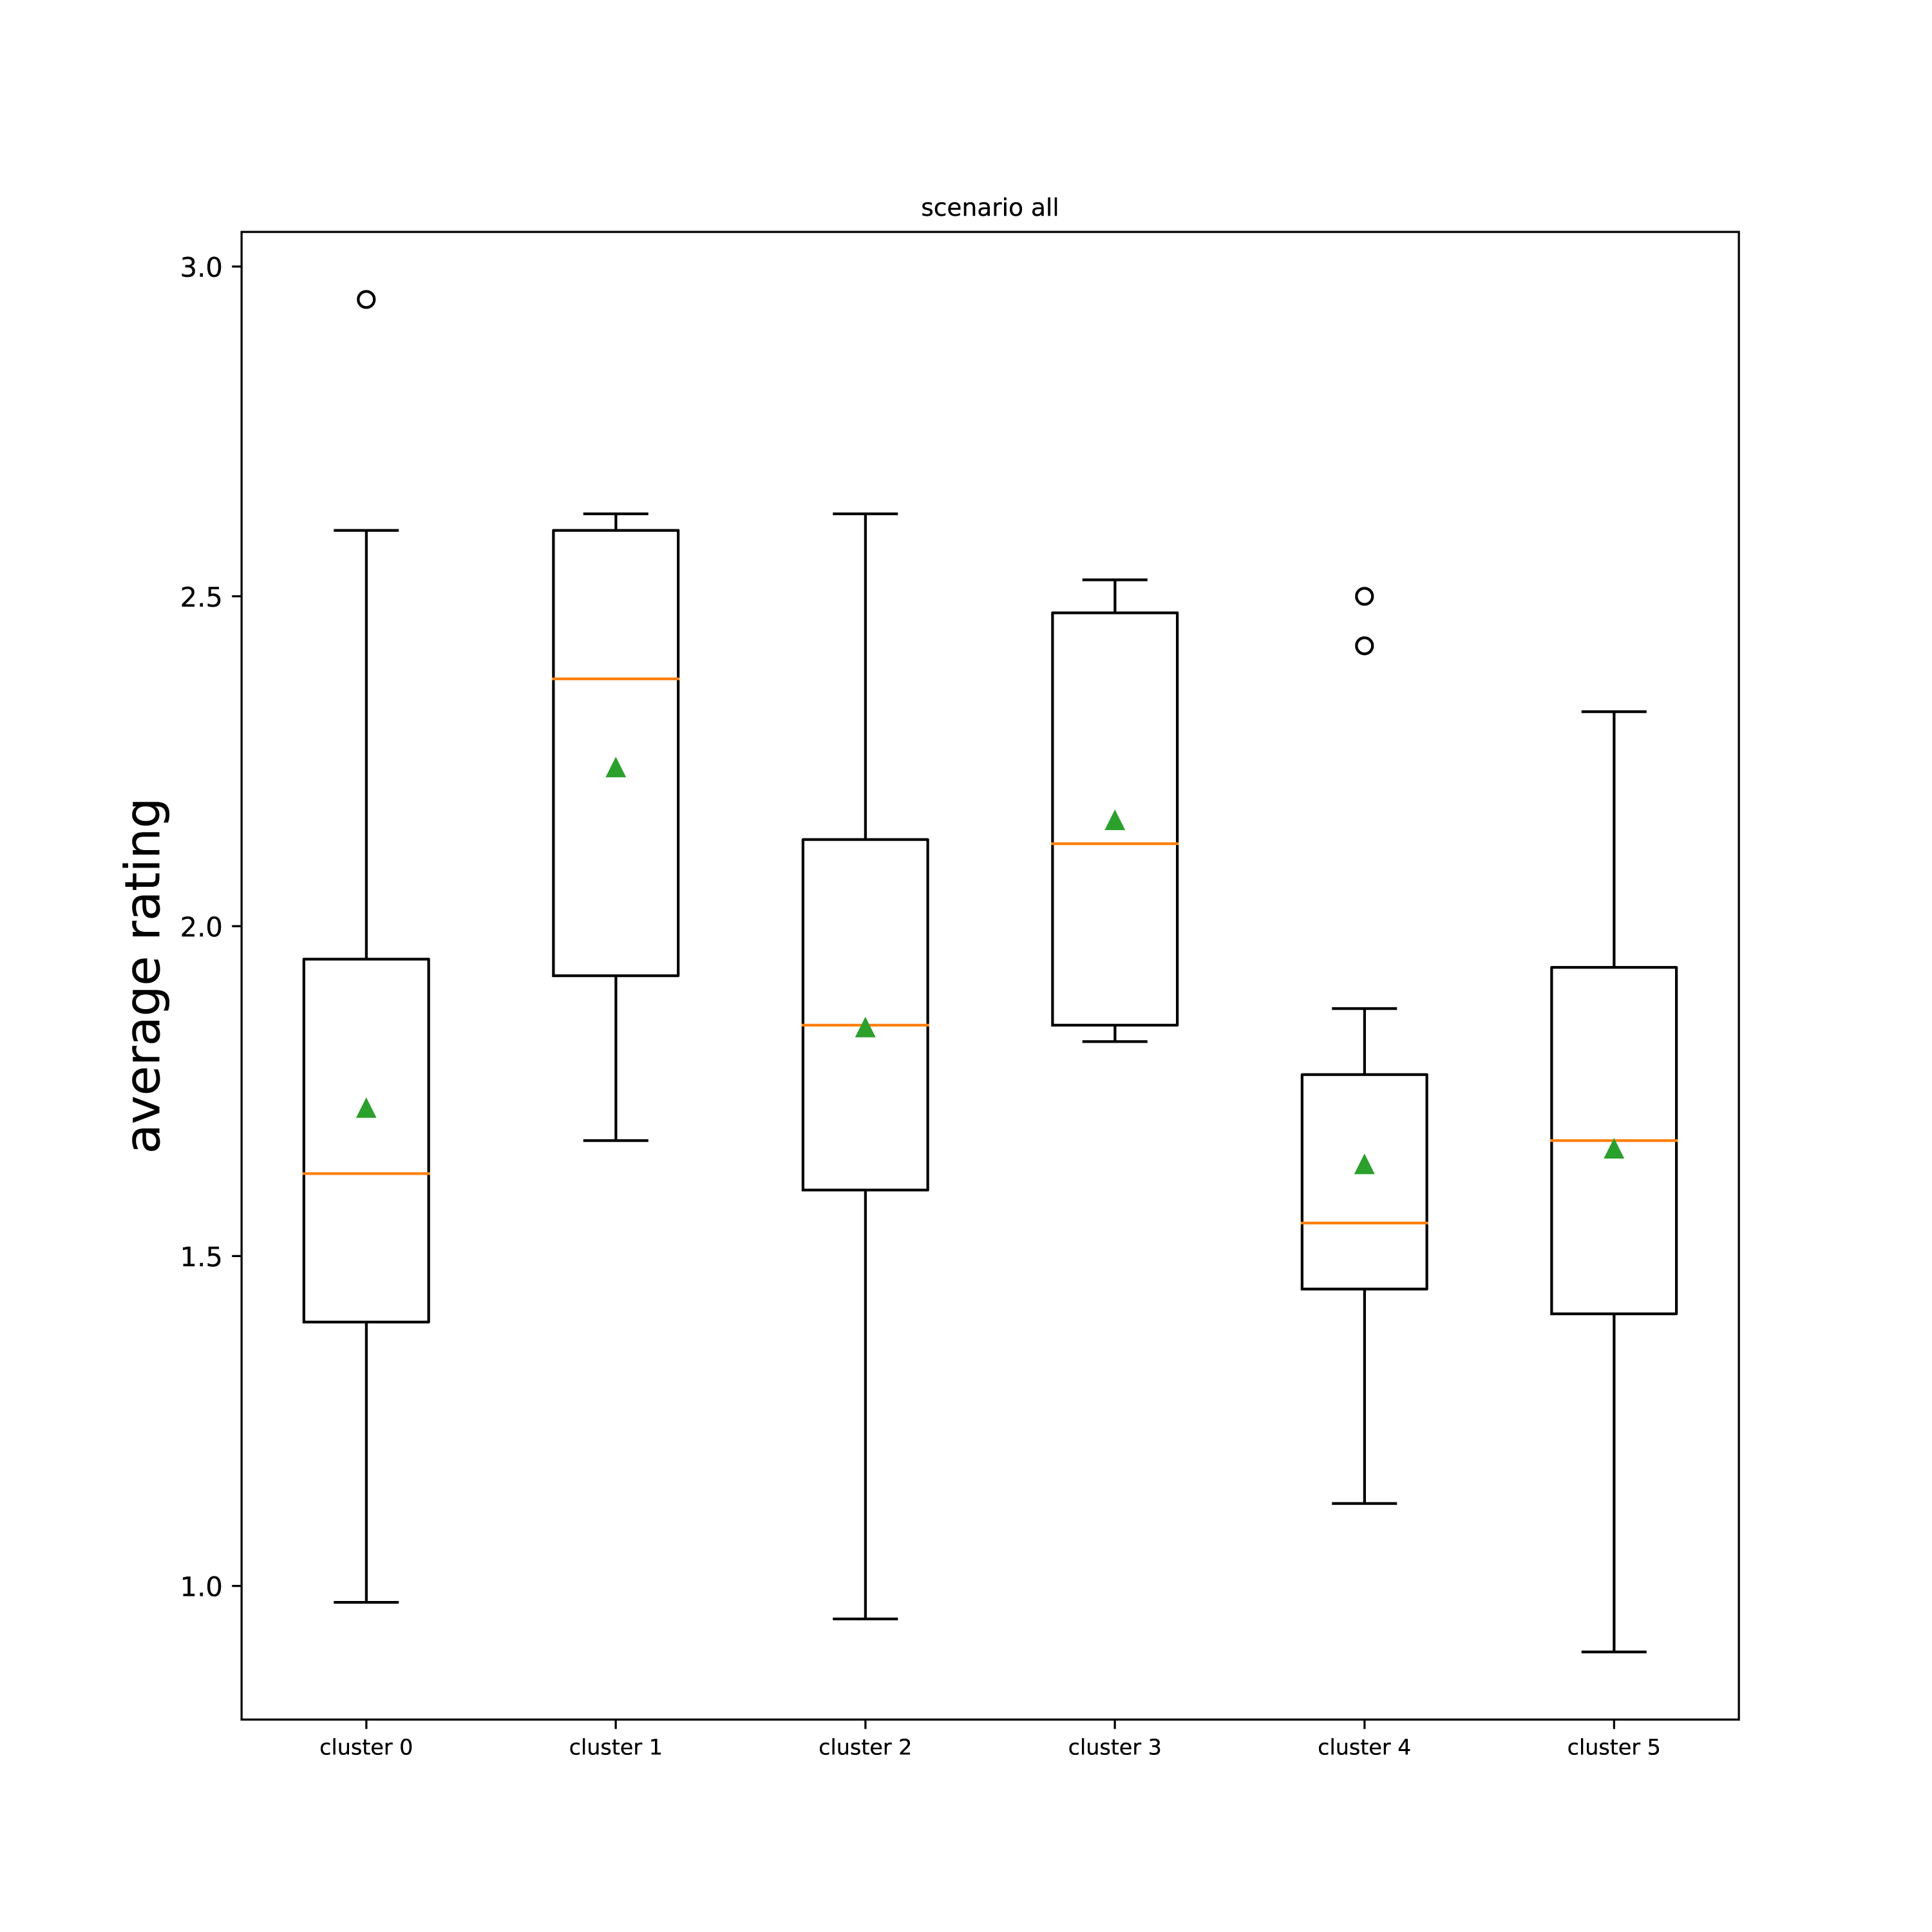 scenario all
average rating
3.0
2.5
2.0
1.5
1.0
cluster 0
cluster 1
cluster 2
cluster 3
cluster 4
cluster 5